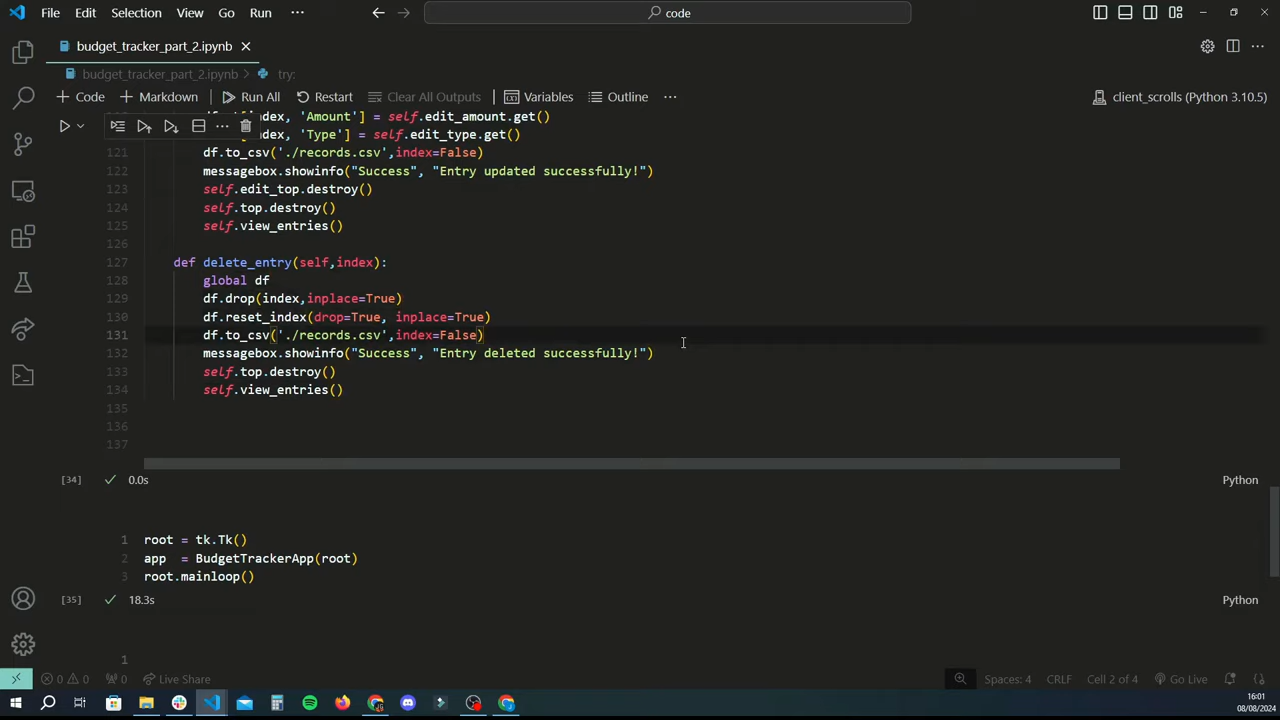 File Edit Selection View Go Run ··· code
budget_tracker_part_2.ipynb
budget_tracker_part_2.ipynb > try:
+ Code + Markdown Run All Restart Clear All Outputs Variables Outline ··· client_scrolls (Python 3.10.5)
[index, 'Amount'] = self.edit_amount.get()
[index, 'Type'] = self.edit_type.get()
121 df.to_csv('./records.csv',index=False)
122 messagebox.showinfo("Success", "Entry updated successfully!")
123 self.edit_top.destroy()
124 self.top.destroy()
125 self.view_entries()
126
127 def delete_entry(self,index):
128 global df
129 df.drop(index,inplace=True)
130 df.reset_index(drop=True, inplace=True)
131 df.to_csv('./records.csv',index=False)
132 messagebox.showinfo("Success", "Entry deleted successfully!")
133 self.top.destroy()
134 self.view_entries()
135
136
137
[34] 0.0s Python
1 root = tk.Tk()
2 app = BudgetTrackerApp(root)
3 root.mainloop()
[35] 18.3s Python
1
0 0 0 Live Share Spaces: 4 CRLF Cell 2 of 4 Go Live
16:01
08/08/2024